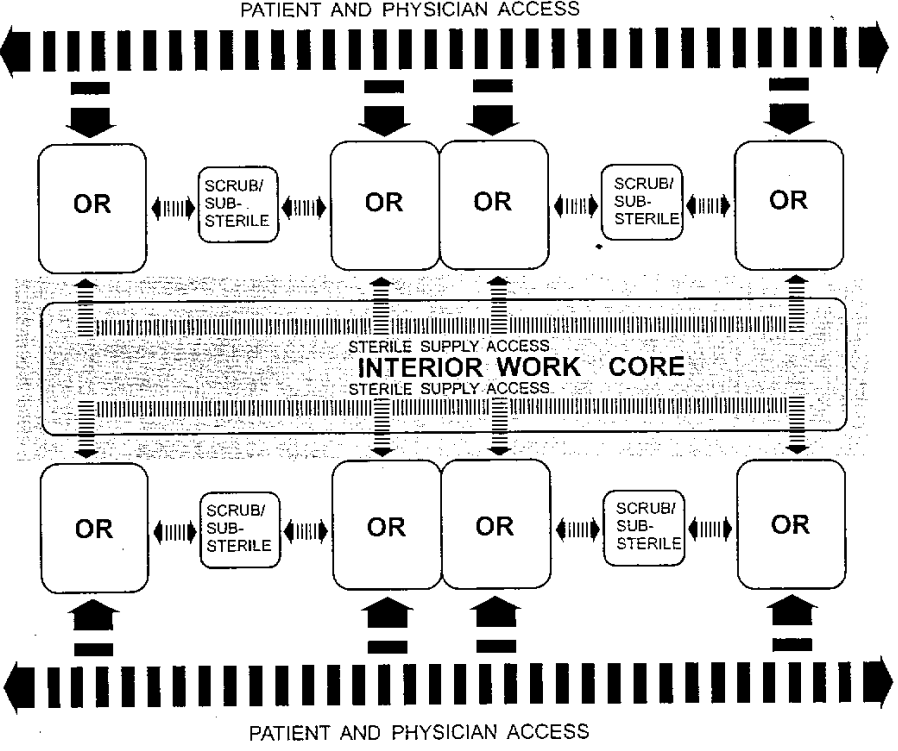 PATIENT AND PHYSICIAN ACCESS
OR
SCRUB/
SUB-
STERILE
OR
OR
SCRUB/
SUB-
STERILE
OR
STERILE SUPPLY ACCESS
INTERIOR WORK CORE
STERILE SUPPLY ACCESS
OR
SCRUB/
SUB-
STERILE
OR
OR
SCRUB/
SUB-
STERILE
OR
PATIENT AND PHYSICIAN ACCESS